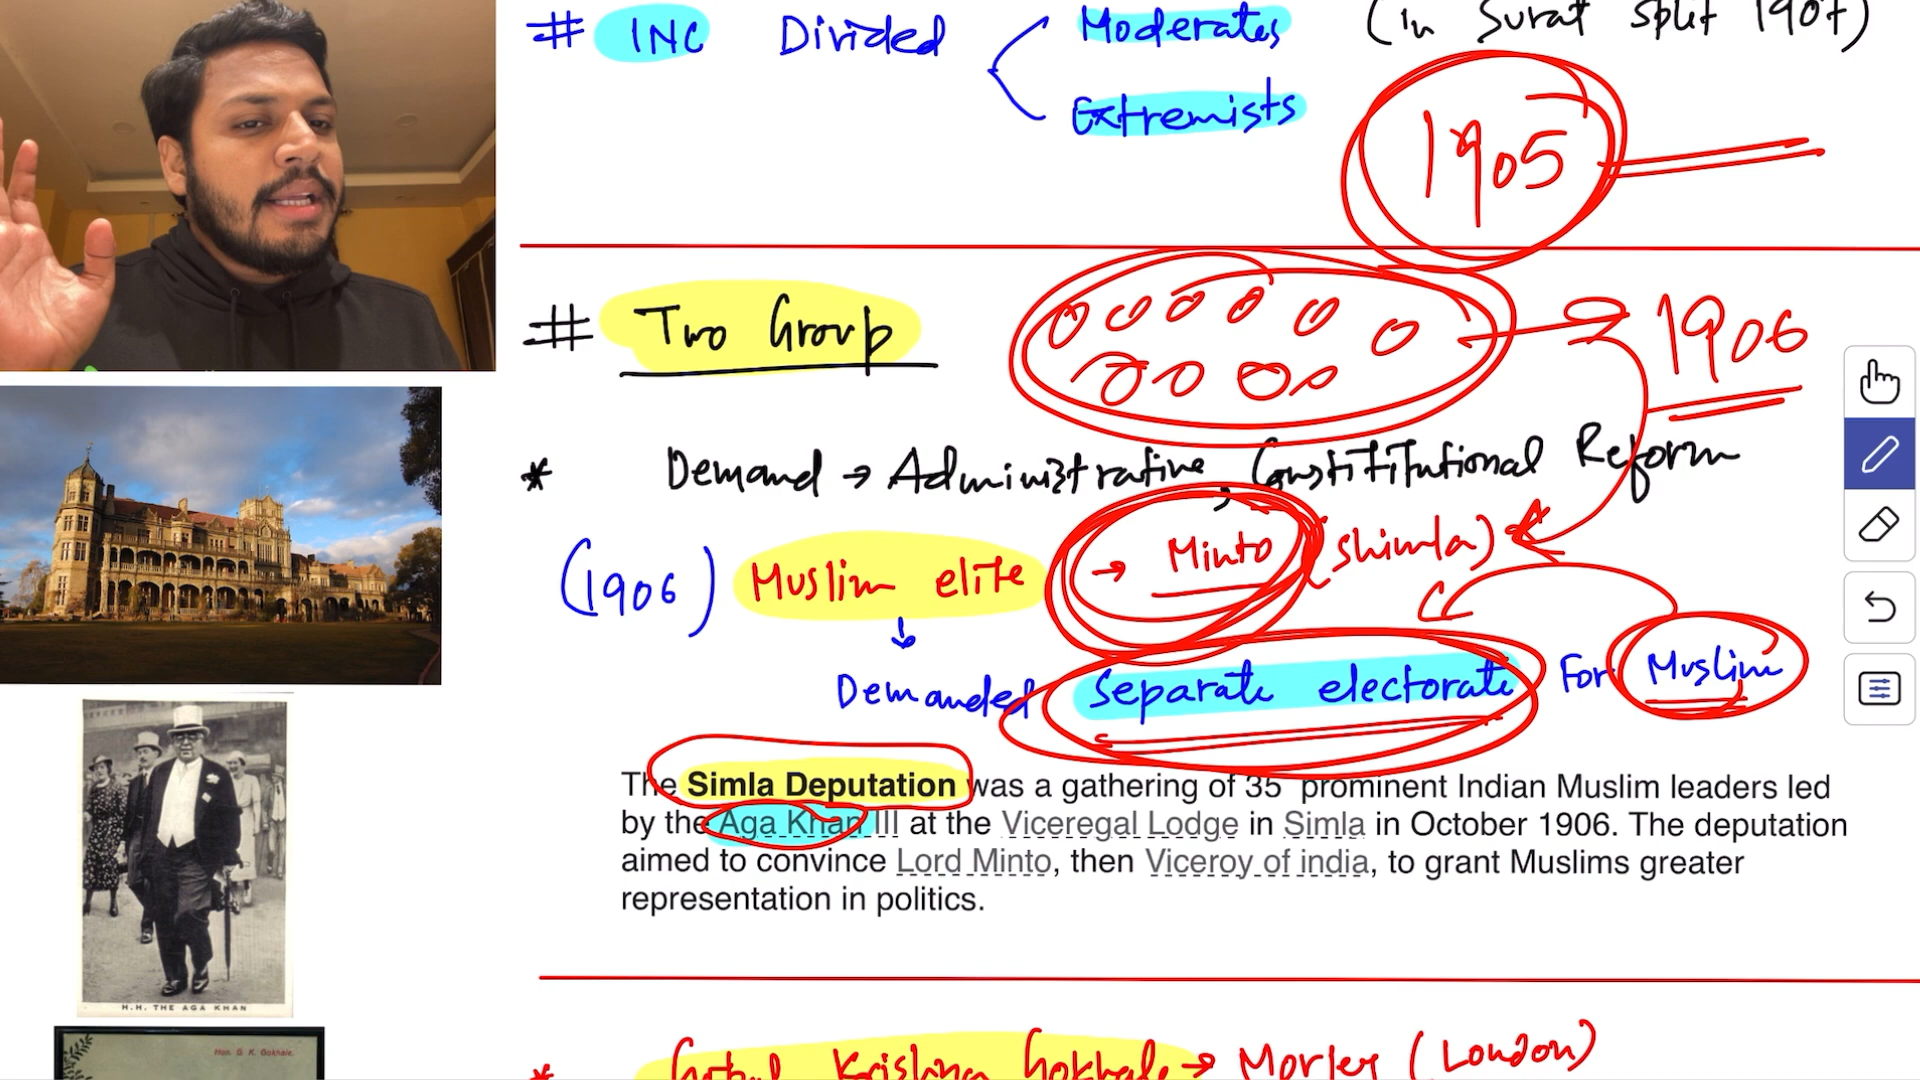 # INC Divided Moderates (in Surat Split 1907)
Extremists
1905
# Two Group
1906
* Demand → Administrative, Constitutional Reform
(1906) Muslim elite → Minto (shimla)
↓
Demanded separate electorate For Muslim
The Simla Deputation was a gathering of 35 prominent Indian Muslim leaders led
by the Aga Khan III at the Viceregal Lodge in Simla in October 1906. The deputation
aimed to convince Lord Minto, then Viceroy of india, to grant Muslims greater
representation in politics.
H.H. THE AGA KHAN
Hon. G. K. Gokhale.
* Gopal Krishna Gokhale → Morley (London)